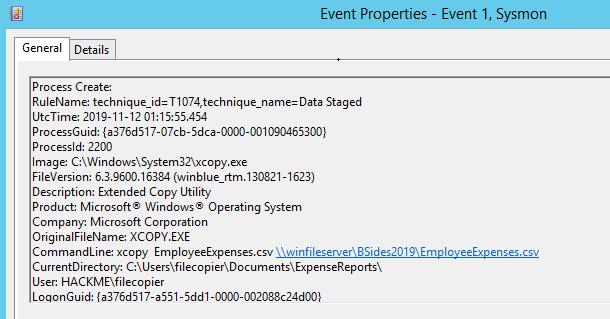 Event Properties - Event 1, Sysmon
General Details
Process Create:
RuleName: technique_id=T1074,technique_name=Data Staged
UtcTime: 2019-11-12 01:15:55.454
ProcessGuid: {a376d517-07cb-5dca-0000-001090465300}
ProcessId: 2200
Image: C:\Windows\System32\xcopy.exe
FileVersion: 6.3.9600.16384 (winblue_rtm.130821-1623)
Description: Extended Copy Utility
Product: Microsoft® Windows® Operating System
Company: Microsoft Corporation
OriginalFileName: XCOPY.EXE
CommandLine: xcopy  EmployeeExpenses.csv \\winfileserver\BSides2019\EmployeeExpenses.csv
CurrentDirectory: C:\Users\filecopier\Documents\ExpenseReports\
User: HACKME\filecopier
LogonGuid: {a376d517-a551-5dd1-0000-002088c24d00}